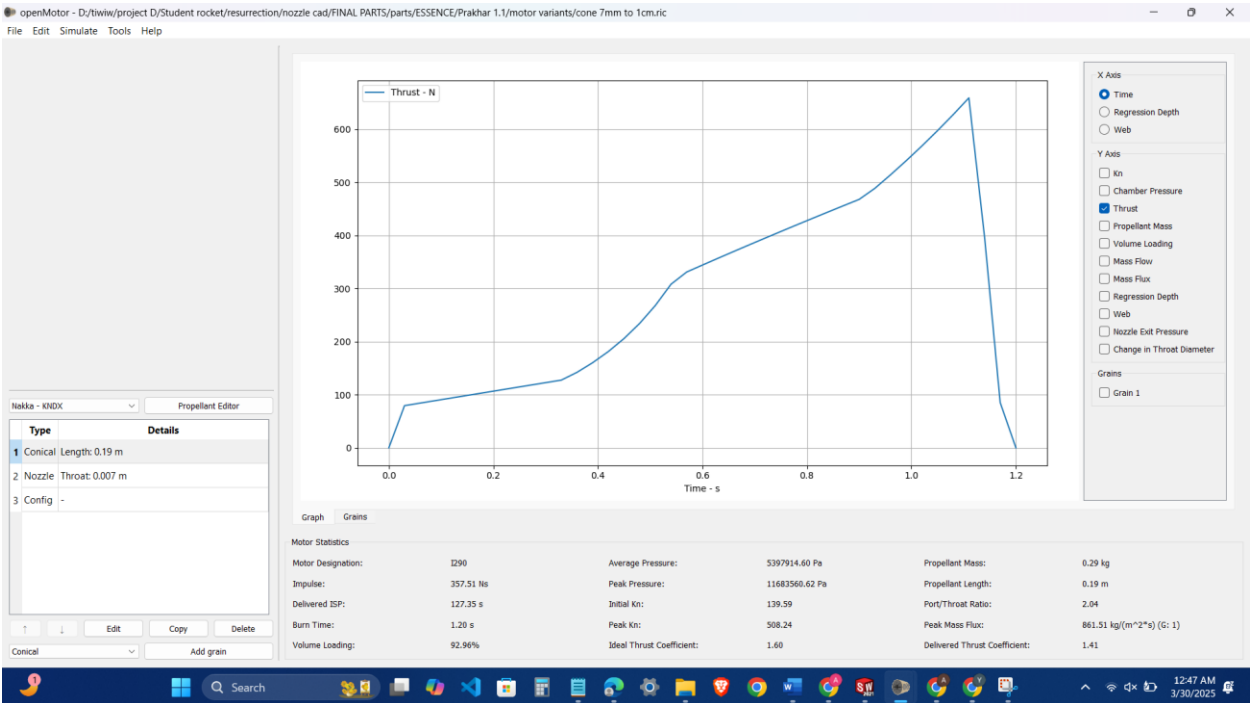 openMotor - D:/tiwiw/project D/Student rocket/resurrection/nozzle cad/FINAL PARTS/parts/ESSENCE/Prakhar 1.1/motor variants/cone 7mm to 1cm.ric
File Edit Simulate Tools Help
Nakka - KNDX Propellant Editor
Type Details
1 Conical Length: 0.19 m
2 Nozzle Throat: 0.007 m
3 Config -
↑ ↓ Edit Copy Delete
Conical Add grain
Thrust - N
600
500
400
300
200
100
0
0.0 0.2 0.4 0.6 0.8 1.0 1.2
Time - s
X Axis
Time
Regression Depth
Web
Y Axis
Kn
Chamber Pressure
Thrust
Propellant Mass
Volume Loading
Mass Flow
Mass Flux
Regression Depth
Web
Nozzle Exit Pressure
Change in Throat Diameter
Grains
Grain 1
Graph Grains
Motor Statistics
Motor Designation: I290 Average Pressure: 5397914.60 Pa Propellant Mass: 0.29 kg
Impulse: 357.51 Ns Peak Pressure: 11683560.62 Pa Propellant Length: 0.19 m
Delivered ISP: 127.35 s Initial Kn: 139.59 Port/Throat Ratio: 2.04
Burn Time: 1.20 s Peak Kn: 508.24 Peak Mass Flux: 861.51 kg/(m^2*s) (G: 1)
Volume Loading: 92.96% Ideal Thrust Coefficient: 1.60 Delivered Thrust Coefficient: 1.41
1
Search
12:47 AM
3/30/2025